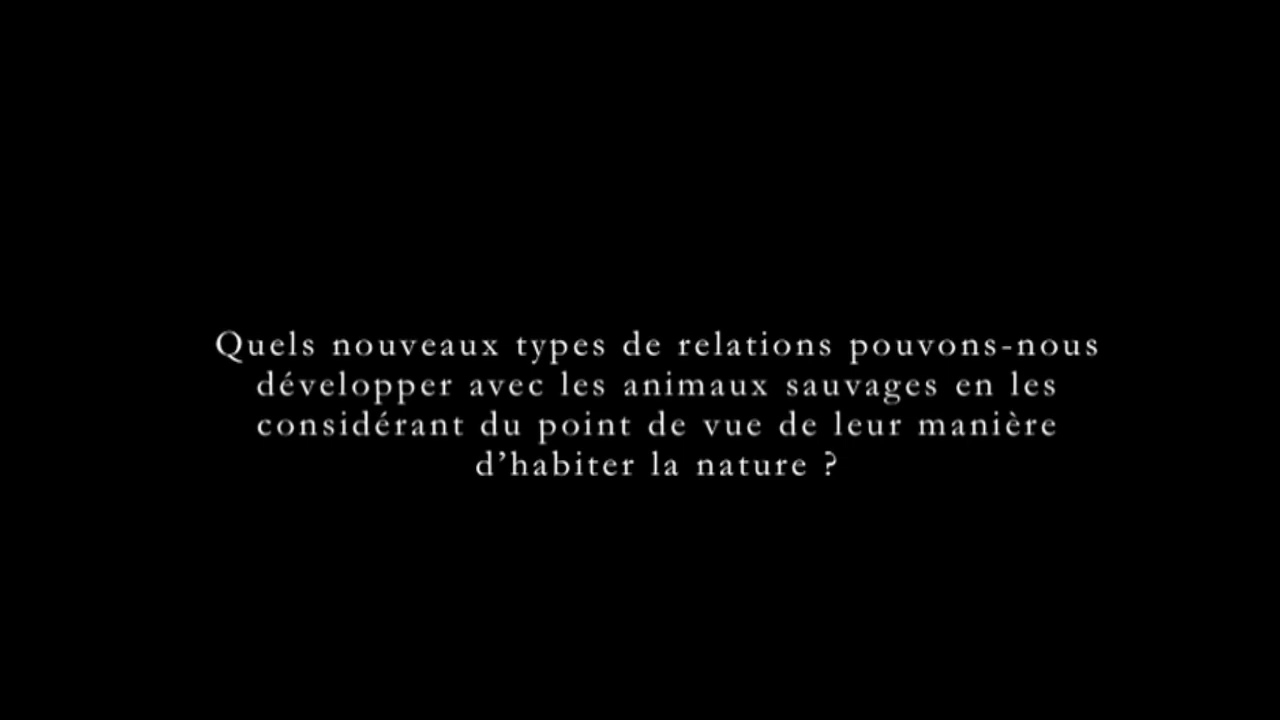 Quels nouveaux types de relations pouvons-nous
développer avec les animaux sauvages en les
considérant du point de vue de leur manière
d’habiter la nature ?